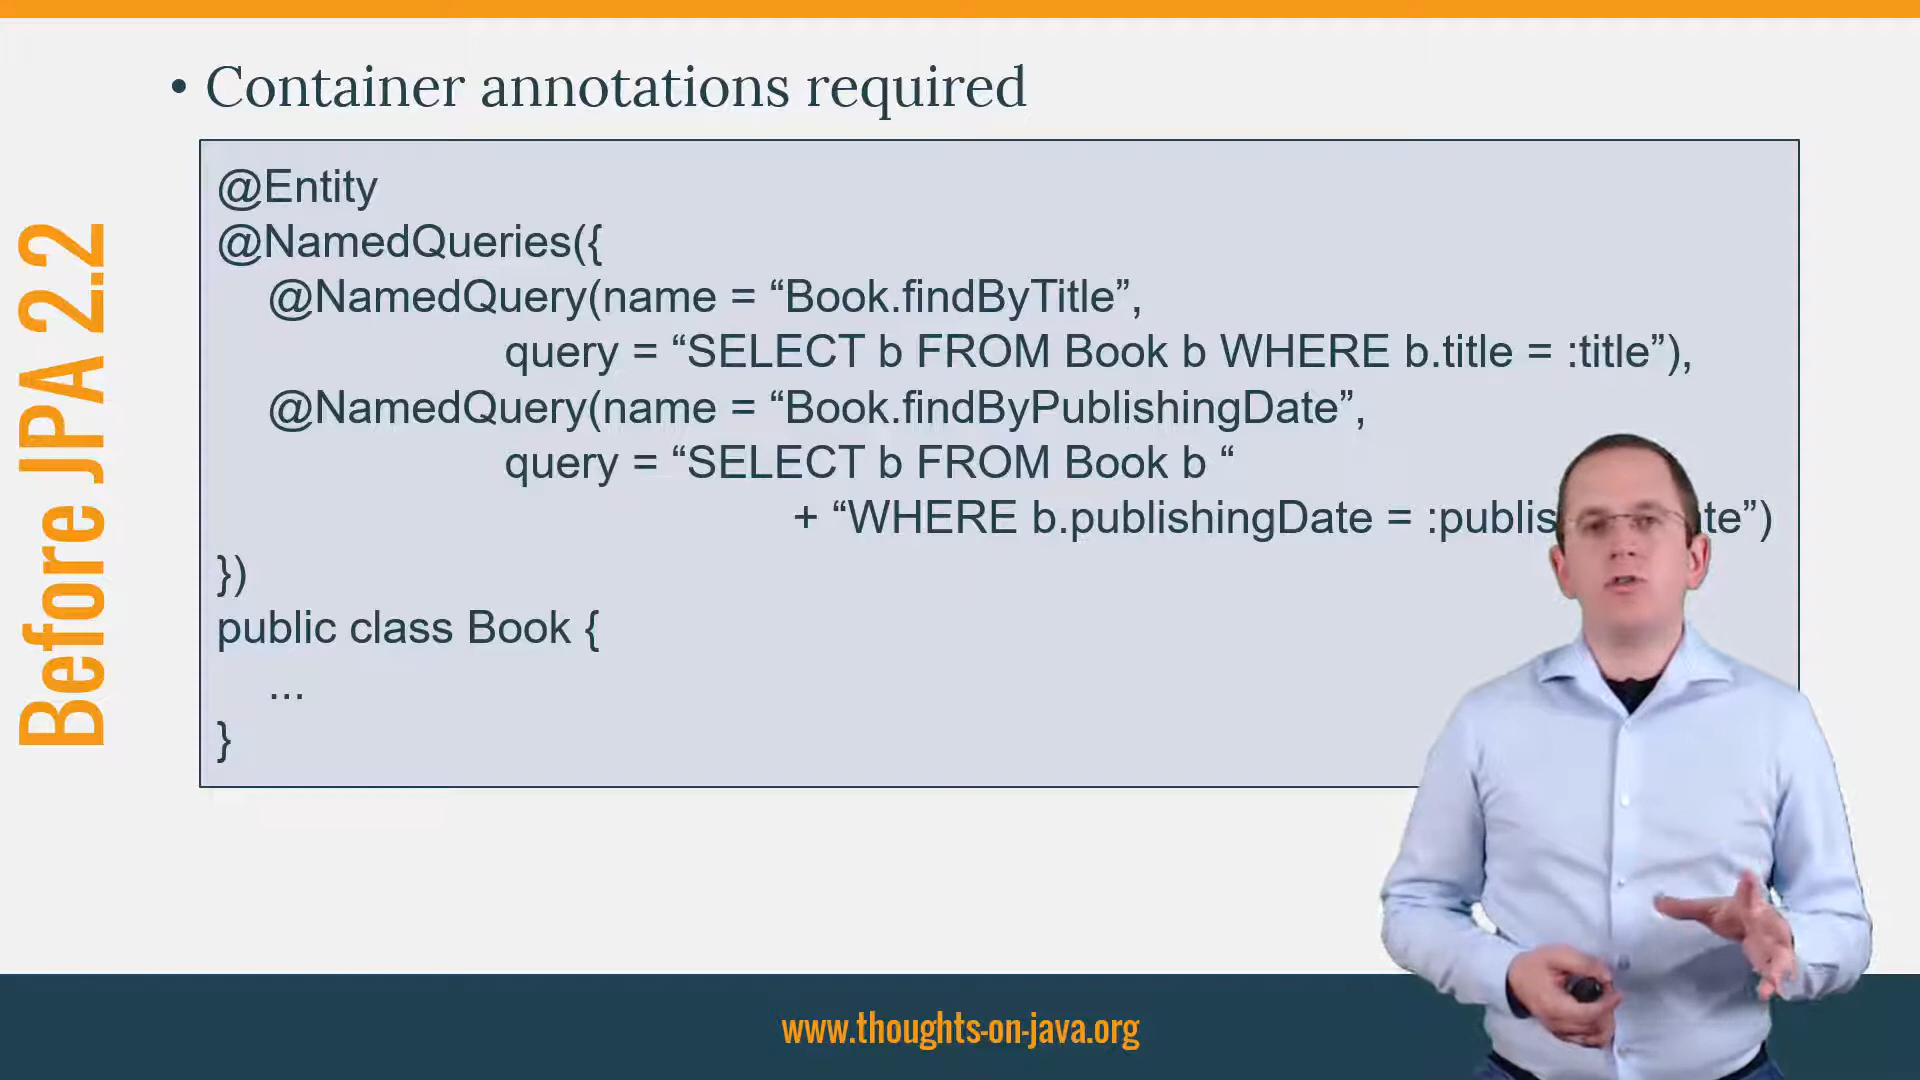 • Container annotations required
@Entity
@NamedQueries({
@NamedQuery(name = “Book.findByTitle”,
query = “SELECT b FROM Book b WHERE b.title = :title”),
@NamedQuery(name = “Book.findByPublishingDate”,
query = “SELECT b FROM Book b “
+ “WHERE b.publishingDate =
})
public class Book {
...
}
Before JPA 2.2
www.thoughts-on-java.org